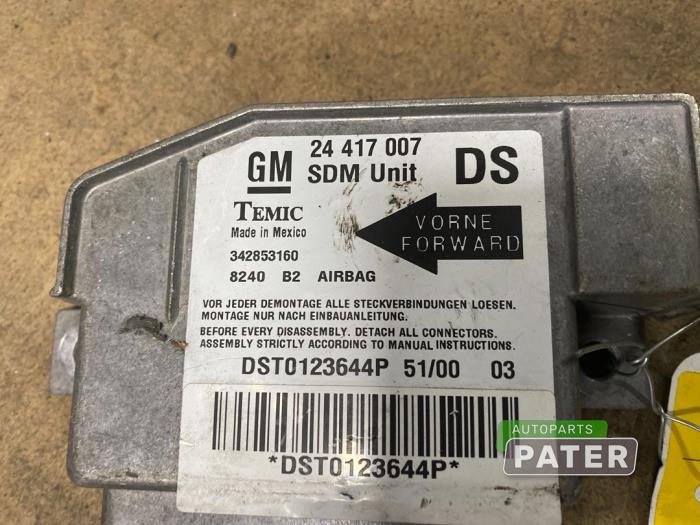 GM 24 417 007 DS
SDM Unit
TEMIC
Made in Mexico
VORNE
FORWARD
342853160
8240 B2 AIRBAG
VOR JEDER DEMONTAGE ALLE STECKVERBINDUNGEN LOESEN.
MONTAGE NUR NACH EINBAUANLEITUNG.
BEFORE EVERY DISASSEMBLY. DETACH ALL CONNECTORS.
ASSEMBLY STRICTLY ACCORDING TO MANUAL INSTRUCTIONS.
DST0123644P 51/00 03
*DST0123644P*
AUTOPARTS
PATER